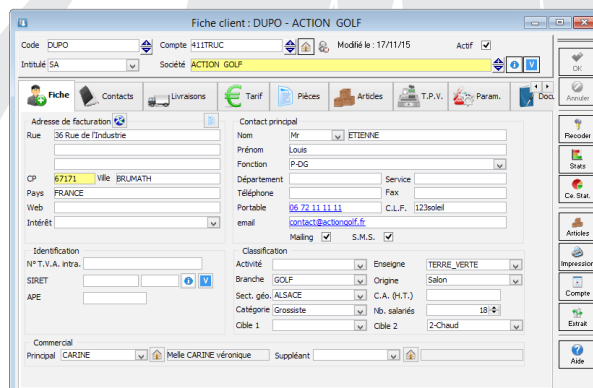 Fiche client : DUPO - ACTION GOLF
Code DUPO Compte 411TRUC Modifié le : 17/11/15 Actif
Intitulé SA Société ACTION GOLF
OK
Annuler
Recoder
Stats
Ce. Stat.
Articles
Impression
Compte
Extrait
Aide
Fiche Contacts Livraisons Tarif Pièces Articles T.P.V. Param. Doc.
Adresse de facturation
Rue 36 Rue de l'Industrie
CP 67171 Ville BRUMATH
Pays FRANCE
Web
Intérêt
Contact principal
Nom Mr ETIENNE
Prénom Louis
Fonction P-DG
Département Service
Téléphone Fax
Portable 06 72 11 11 11 C.L.F. 123soleil
email contact@actiongolf.fr
Mailing S.M.S.
Identification
N° T.V.A. intra.
SIRET
APE
Classification
Activité Enseigne TERRE_VERTE
Branche GOLF Origine Salon
Sect. géo. ALSACE C.A. (H.T.)
Catégorie Grossiste Nb. salariés 18
Cible 1 Cible 2 2-Chaud
Commercial
Principal CARINE Melle CARINE véronique Suppléant